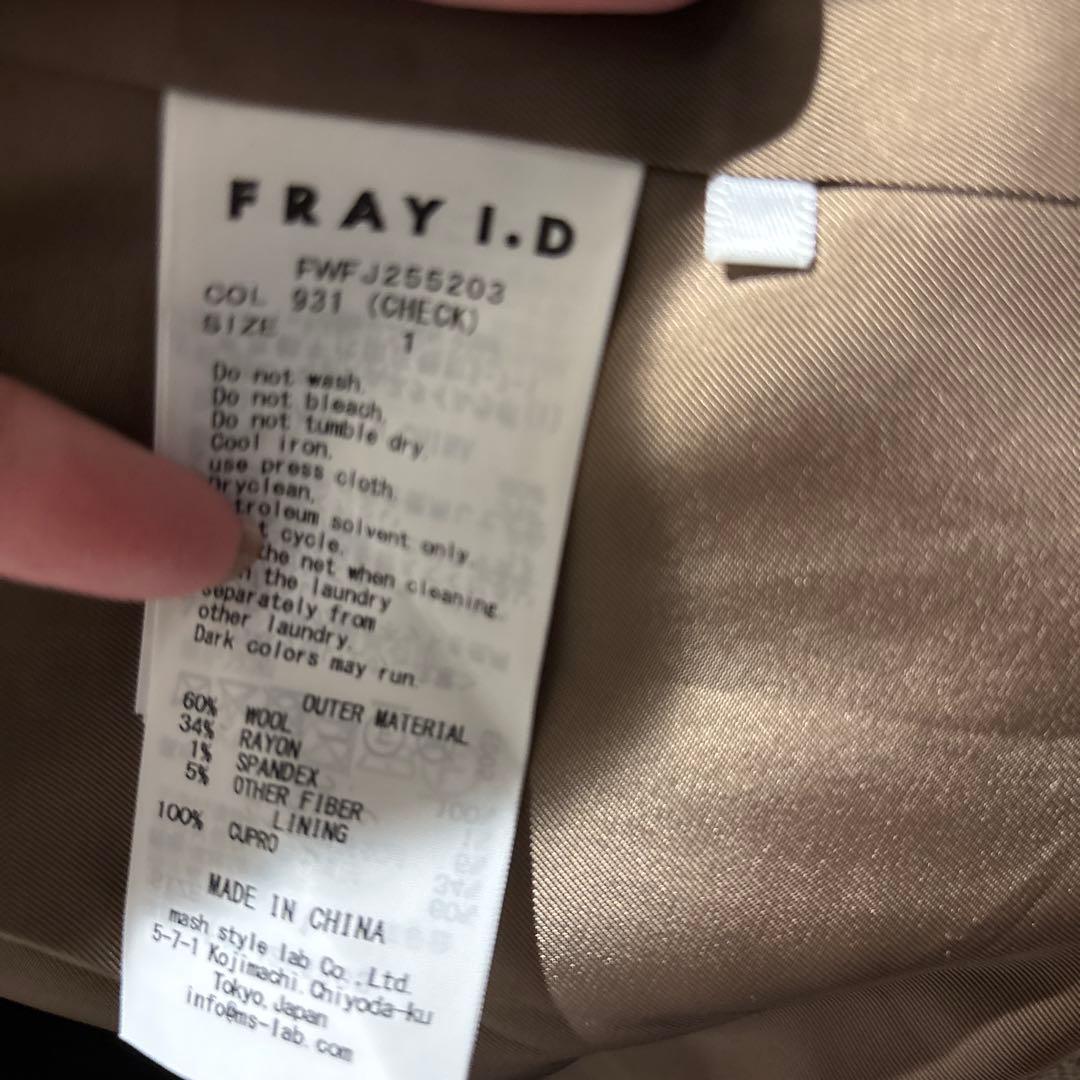 FRAY I.D
FWFJ255203
COL 931 (CHECK)
SIZE 1
Do not wash.
Do not bleach.
Do not tumble dry.
Cool iron.
use press cloth.
Dryclean.
troleum solvent only.
t cycle.
the net when cleaning.
the laundry
separately from
other laundry.
Dark colors may run.
OUTER MATERIAL
60% WOOL
34% RAYON
1% SPANDEX
5% OTHER FIBER
LINING
100% CUPRO
MADE IN CHINA
mash style lab Co.,Ltd.
5-7-1 Kojimachi.Chiyoda-ku
Tokyo.Japan
info@ms-lab.com